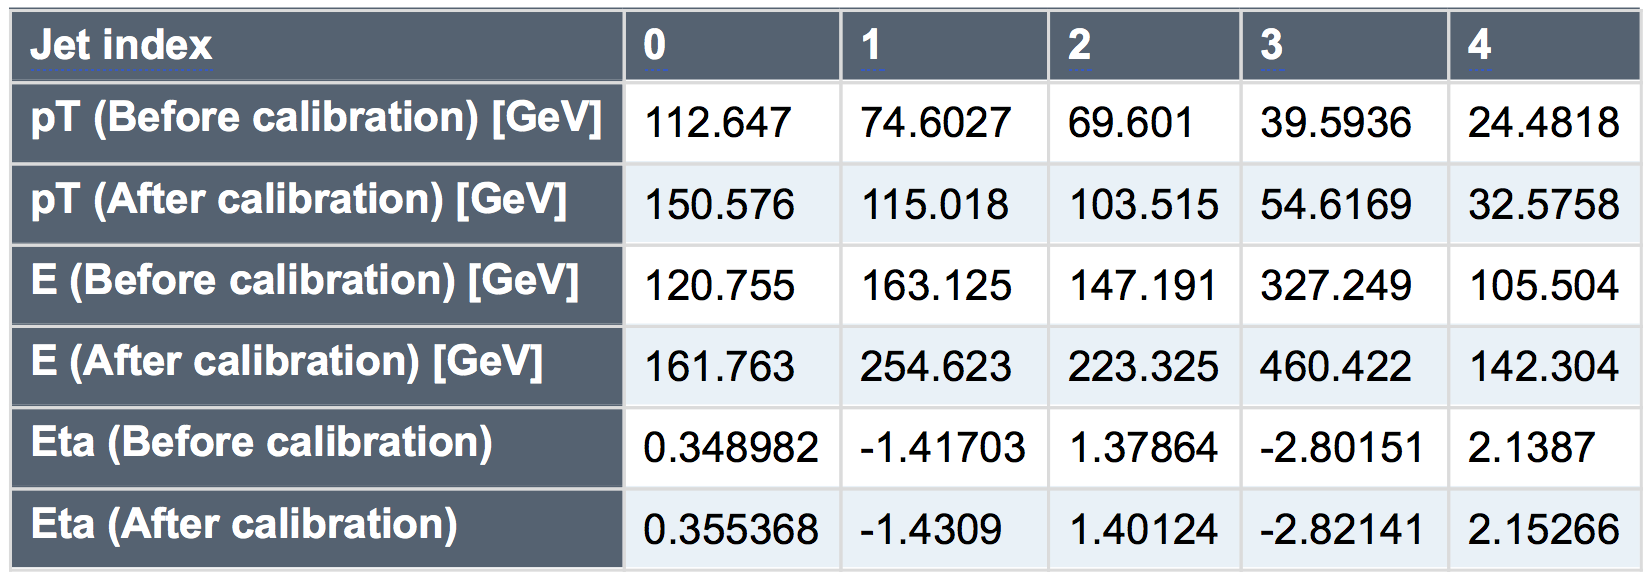 Jet index 0 1 2 3 4
pT (Before calibration) [GeV] 112.647 74.6027 69.601 39.5936 24.4818
pT (After calibration) [GeV] 150.576 115.018 103.515 54.6169 32.5758
E (Before calibration) [GeV] 120.755 163.125 147.191 327.249 105.504
E (After calibration) [GeV] 161.763 254.623 223.325 460.422 142.304
Eta (Before calibration) 0.348982 -1.41703 1.37864 -2.80151 2.1387
Eta (After calibration) 0.355368 -1.4309 1.40124 -2.82141 2.15266